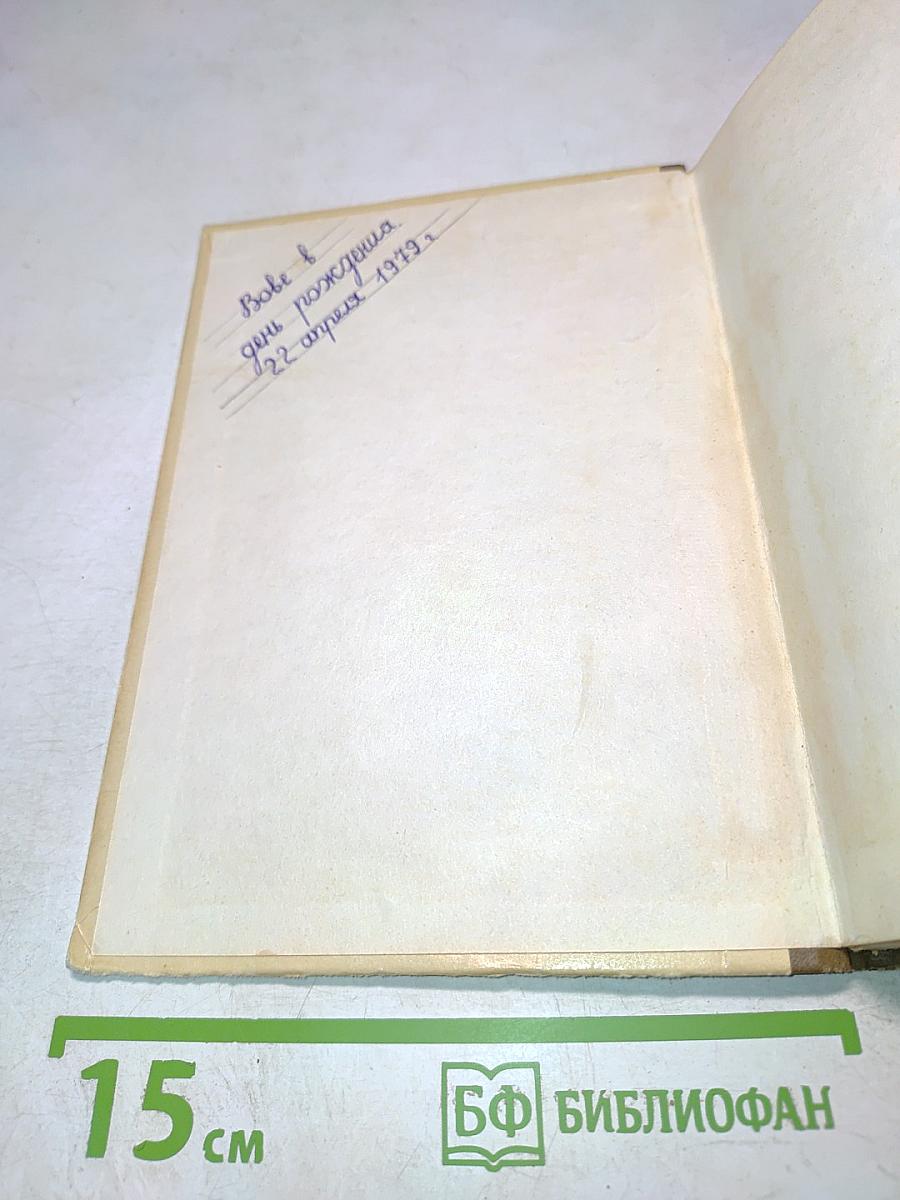 Вове в
день рождения.
22 апреля 1979 г
15 см
БФ БИБЛИОФАН